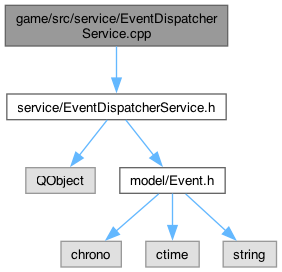 game/src/service/EventDispatcher
Service.cpp
service/EventDispatcherService.h
QObject
model/Event.h
chrono
ctime
string